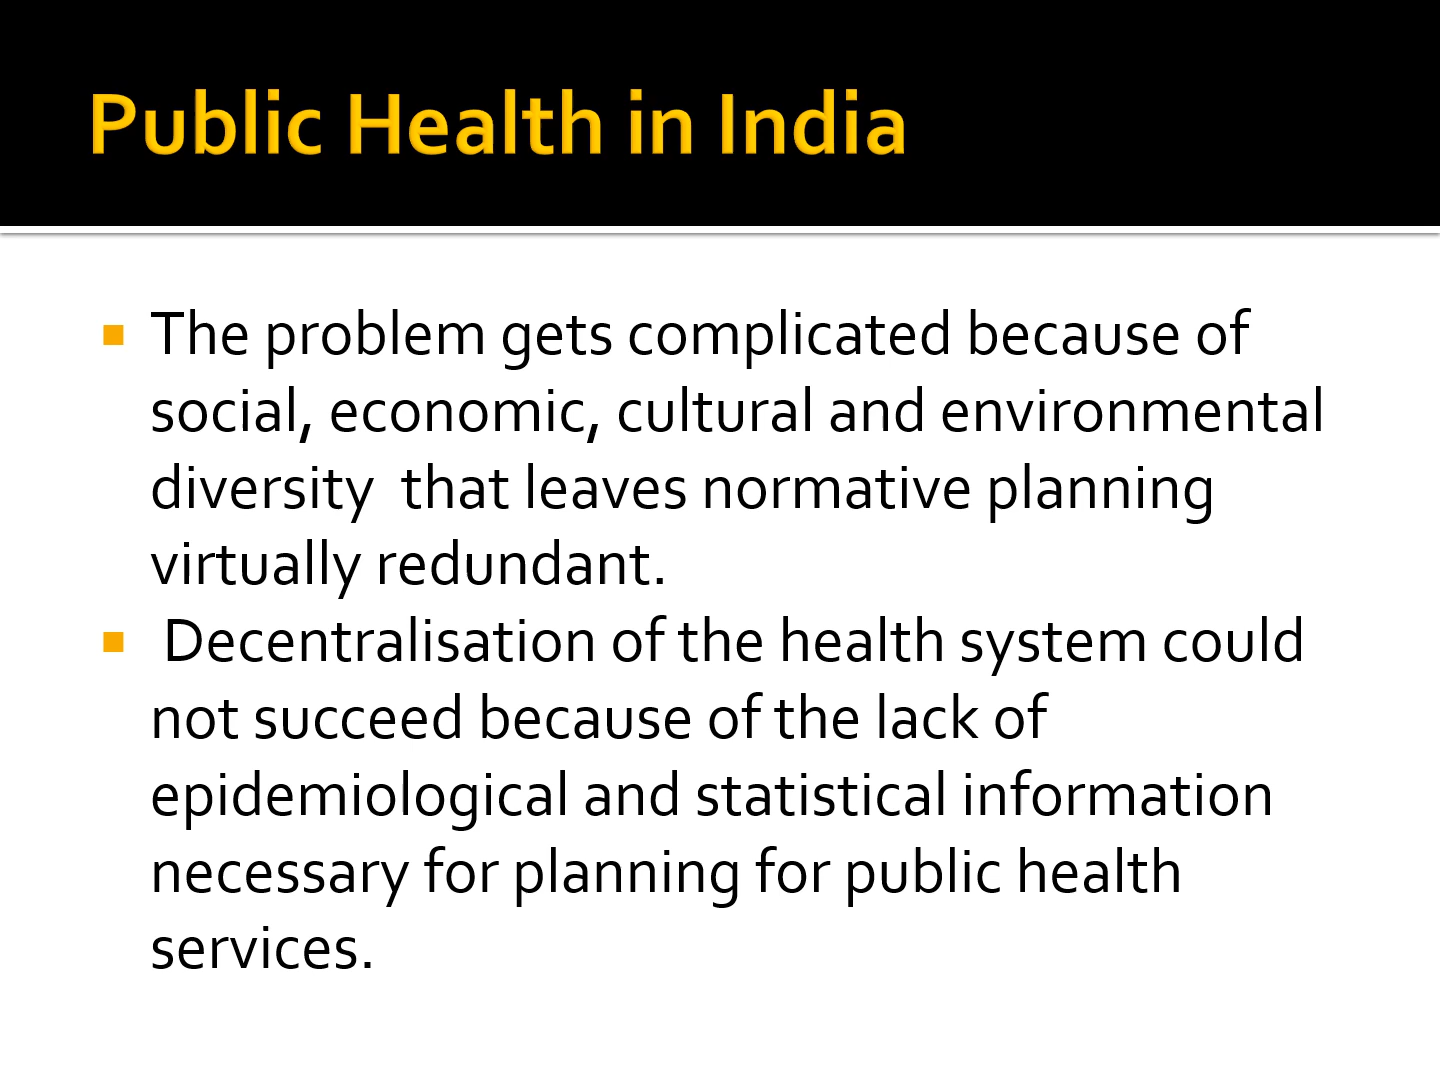 Public Health in India
▪ The problem gets complicated because of
social, economic, cultural and environmental
diversity  that leaves normative planning
virtually redundant.
▪  Decentralisation of the health system could
not succeed because of the lack of
epidemiological and statistical information
necessary for planning for public health
services.